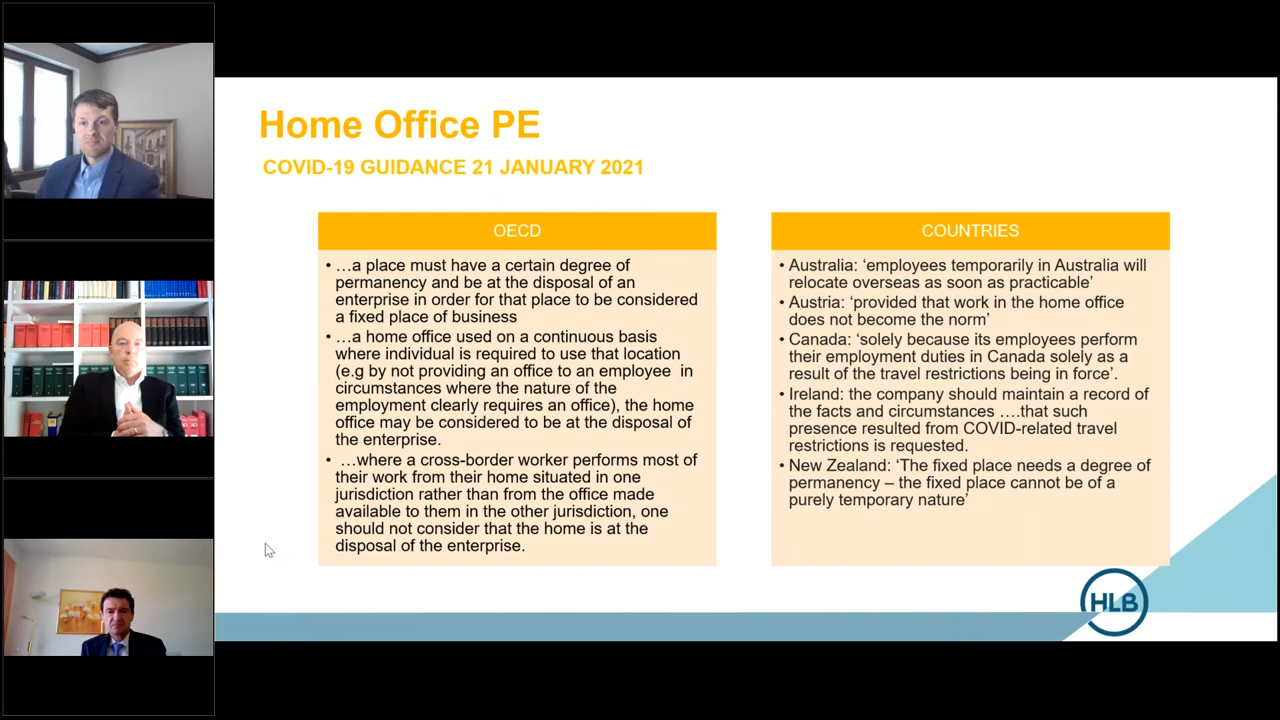 Home Office PE
COVID-19 GUIDANCE 21 JANUARY 2021
OECD
• …a place must have a certain degree of
permanency and be at the disposal of an
enterprise in order for that place to be considered
a fixed place of business
• …a home office used on a continuous basis
where individual is required to use that location
(e.g by not providing an office to an employee in
circumstances where the nature of the
employment clearly requires an office), the home
office may be considered to be at the disposal of
the enterprise.
• …where a cross-border worker performs most of
their work from their home situated in one
jurisdiction rather than from the office made
available to them in the other jurisdiction, one
should not consider that the home is at the
disposal of the enterprise.
COUNTRIES
• Australia: ‘employees temporarily in Australia will
relocate overseas as soon as practicable’
• Austria: ‘provided that work in the home office
does not become the norm’
• Canada: ‘solely because its employees perform
their employment duties in Canada solely as a
result of the travel restrictions being in force’.
• Ireland: the company should maintain a record of
the facts and circumstances ….that such
presence resulted from COVID-related travel
restrictions is requested.
• New Zealand: ‘The fixed place needs a degree of
permanency – the fixed place cannot be of a
purely temporary nature’
HLB